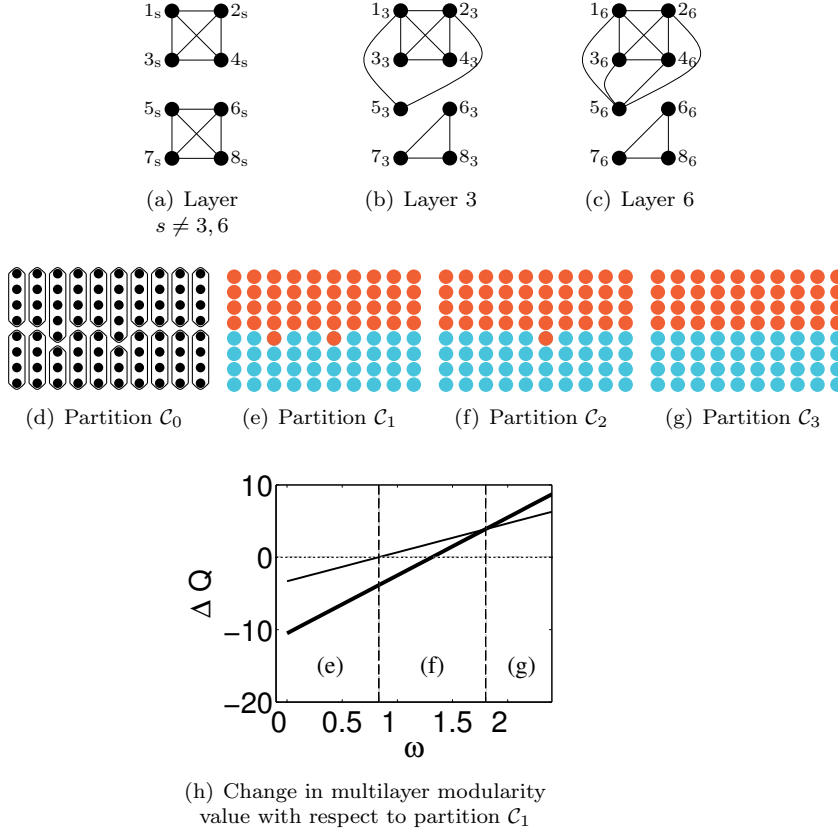 1ₛ 2ₛ
3ₛ 4ₛ
5ₛ 6ₛ
7ₛ 8ₛ
(a) Layer
s ≠ 3, 6
1₃ 2₃
3₃ 4₃
5₃ 6₃
7₃ 8₃
(b) Layer 3
1₆ 2₆
3₆ 4₆
5₆ 6₆
7₆ 8₆
(c) Layer 6
(d) Partition 𝒞₀
(e) Partition 𝒞₁
(f) Partition 𝒞₂
(g) Partition 𝒞₃
10
0
−10
−20
Δ Q
(e) (f) (g)
0 0.5 1 1.5 2
ω
(h) Change in multilayer modularity
value with respect to partition 𝒞₁